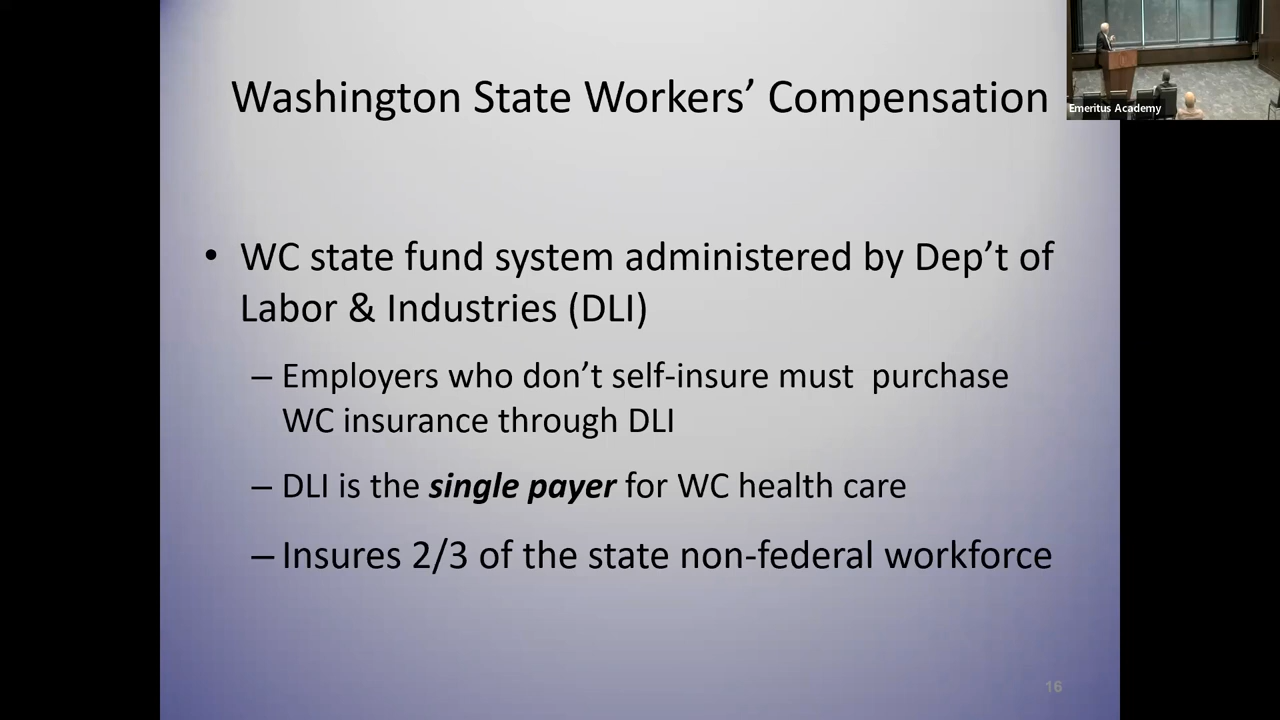 Washington State Workers’ Compensation
Emeritus Academy
• WC state fund system administered by Dep’t of
Labor & Industries (DLI)
– Employers who don’t self-insure must  purchase
WC insurance through DLI
– DLI is the single payer for WC health care
– Insures 2/3 of the state non-federal workforce
16